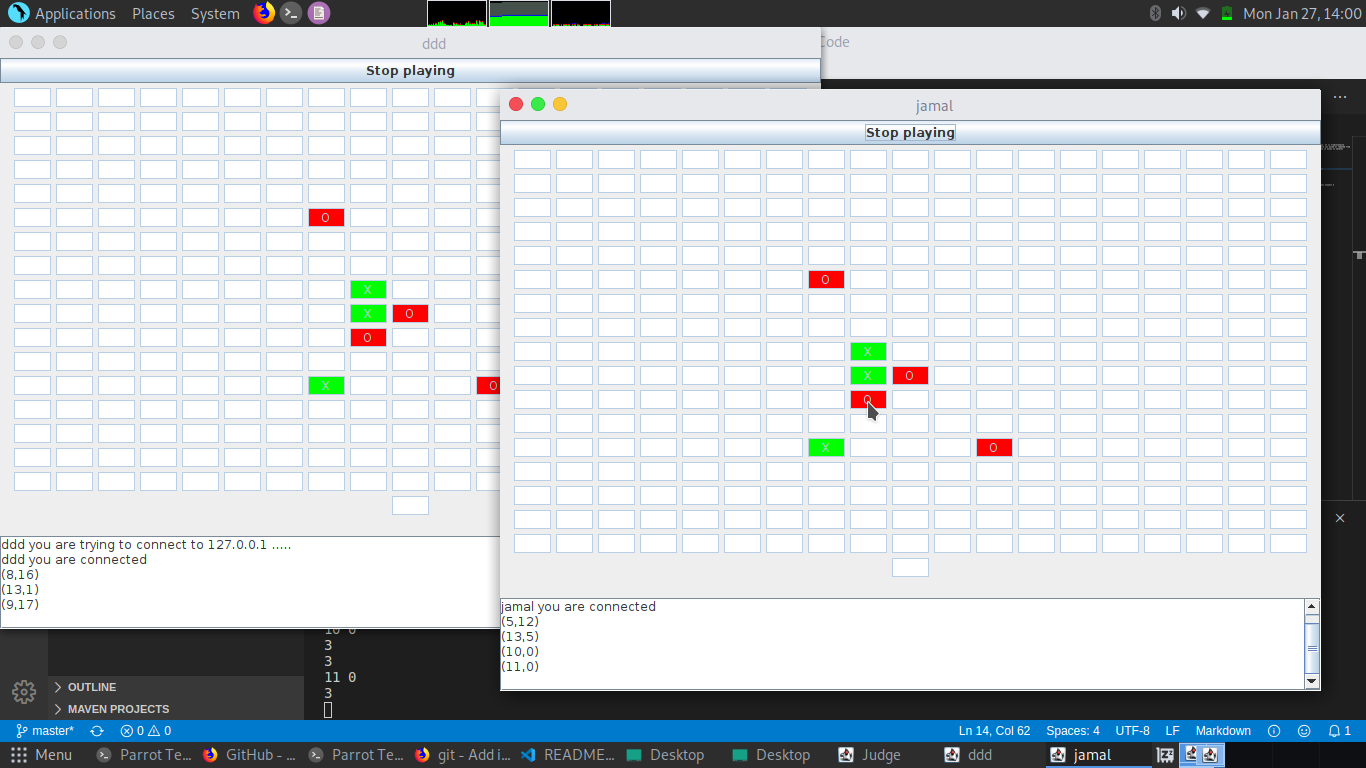 Applications Places System
Mon Jan 27, 14:00
ddd
Code
Stop playing
O
X
X O
O
X O
ddd you are trying to connect to 127.0.0.1 .....
ddd you are connected
(8,16)
(13,1)
(9,17)
jamal
Stop playing
O
X
X O
O
X O
jamal you are connected
(5,12)
(13,5)
(10,0)
(11,0)
3
3
11 0
3
OUTLINE
MAVEN PROJECTS
master* 0 0 Ln 14, Col 62 Spaces: 4 UTF-8 LF Markdown 1
Menu Parrot Te... GitHub - ... Parrot Te... git - Add i... README... Desktop Desktop Judge ddd jamal